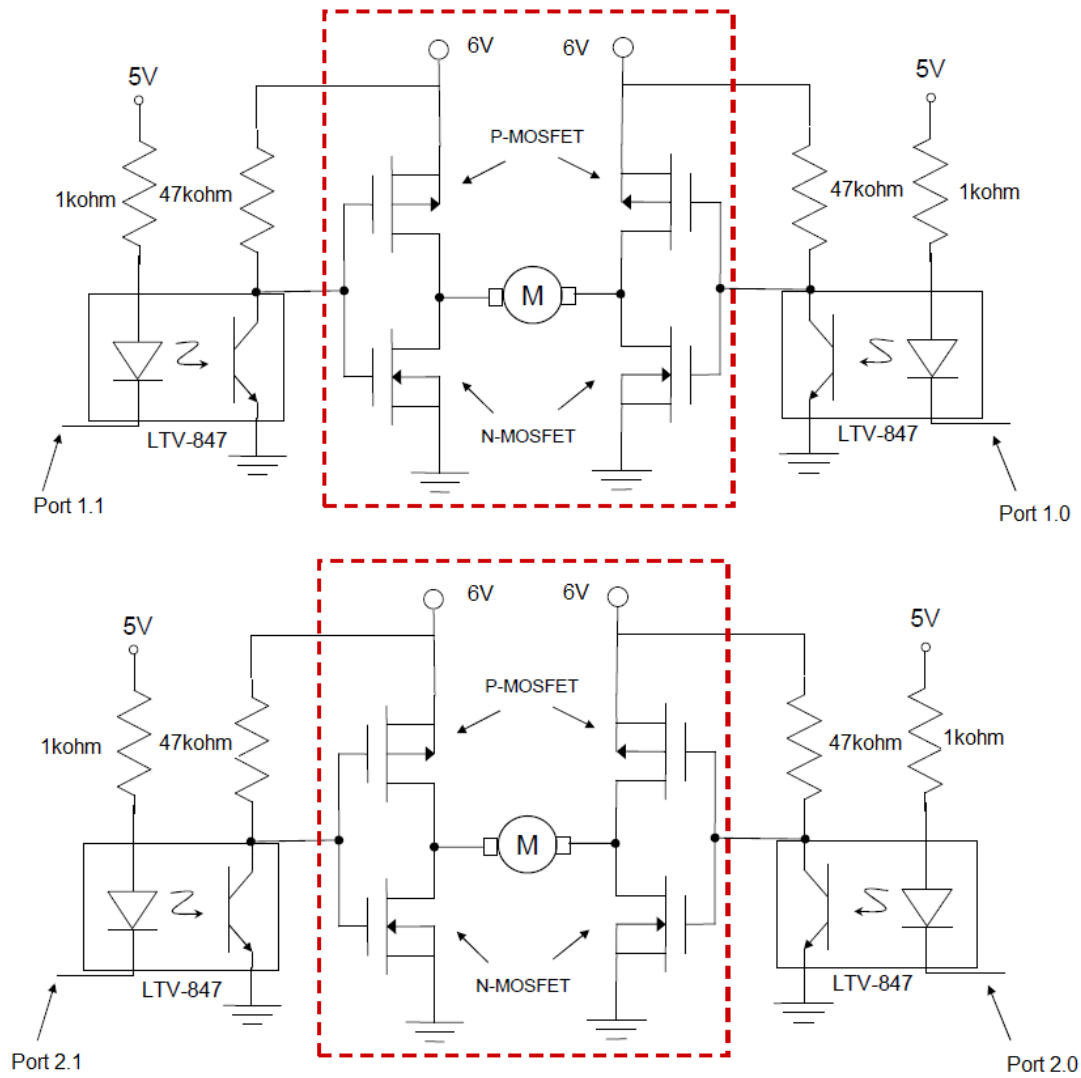 6V
6V
5V
5V
P-MOSFET
1kohm
47kohm
47kohm
1kohm
M
N-MOSFET
LTV-847
LTV-847
Port 1.1
Port 1.0
6V
6V
5V
5V
P-MOSFET
1kohm
47kohm
47kohm
1kohm
M
N-MOSFET
LTV-847
LTV-847
Port 2.1
Port 2.0